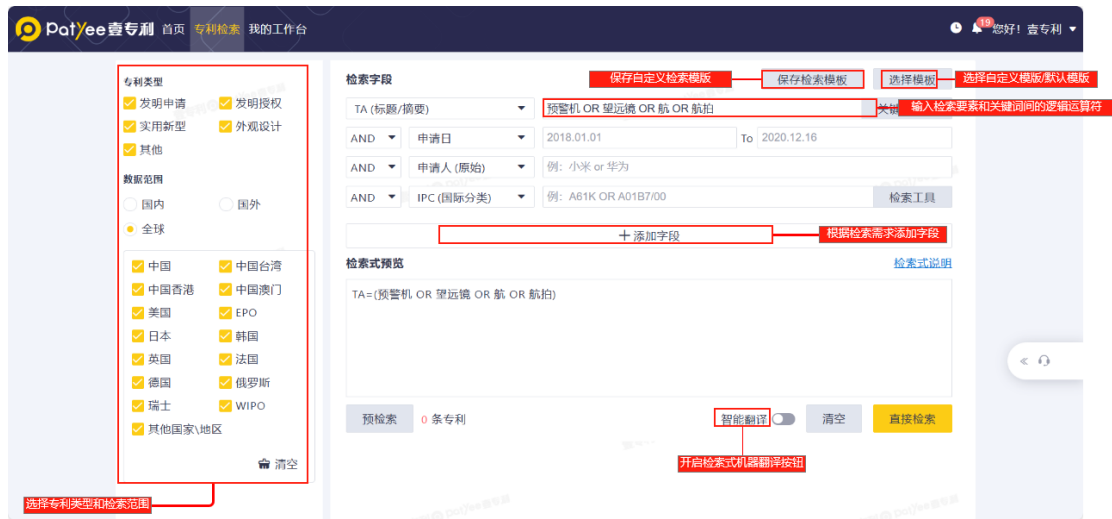 Patyee壹专利 首页 专利检索 我的工作台 19 您好！壹专利
专利类型
发明申请 发明授权
实用新型 外观设计
其他
数据范围
国内 国外
全球
中国 中国台湾
中国香港 中国澳门
美国 EPO
日本 韩国
英国 法国
德国 俄罗斯
瑞士 WIPO
其他国家\地区
清空
选择专利类型和检索范围
检索字段 保存自定义检索模版 保存检索模板 选择模板 选择自定义模版/默认模版
TA (标题/摘要) 预警机 OR 望远镜 OR 航 OR 航拍 输入检索要素和关键词间的逻辑运算符
AND 申请日 2018.01.01 To 2020.12.16
AND 申请人 (原始) 例：小米 or 华为
AND IPC (国际分类) 例：A61K OR A01B7/00 检索工具
添加字段 根据检索需求添加字段
检索式预览 检索式说明
TA=(预警机 OR 望远镜 OR 航 OR 航拍)
预检索 0 条专利 智能翻译 清空 直接检索
开启检索式机器翻译按钮